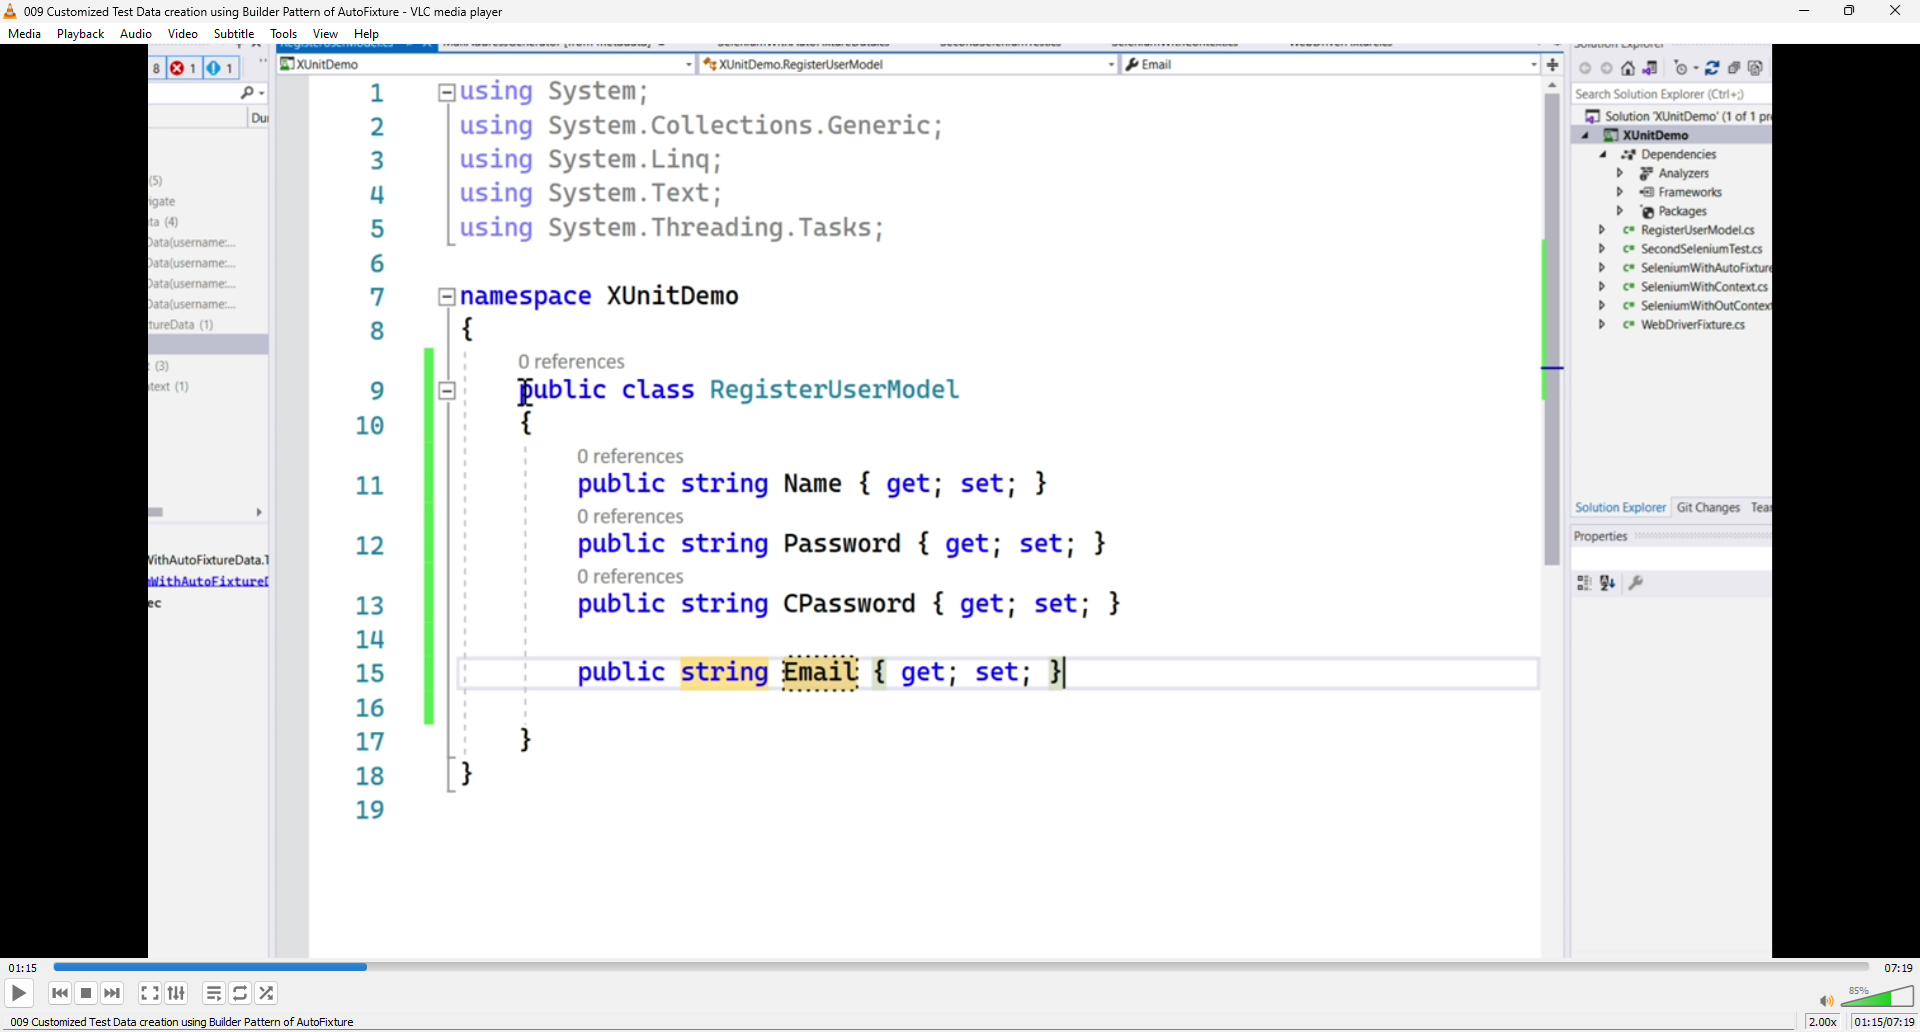 009 Customized Test Data creation using Builder Pattern of AutoFixture - VLC media player
Media Playback Audio Video Subtitle Tools View Help
8 1 1
XUnitDemo XUnitDemo.RegisterUserModel Email
1 using System;
2 using System.Collections.Generic;
3 using System.Linq;
4 using System.Text;
5 using System.Threading.Tasks;
6
7 namespace XUnitDemo
8 {
0 references
9 public class RegisterUserModel
10 {
0 references
11 public string Name { get; set; }
0 references
12 public string Password { get; set; }
0 references
13 public string CPassword { get; set; }
14
15 public string Email { get; set; }
16
17 }
18 }
19
Du
(5)
igate
ta (4)
Data(username:...
Data(username:...
Data(username:...
Data(username:...
tureData (1)
(3)
text (1)
WithAutoFixtureData.T
WithAutoFixtureD
ec
Search Solution Explorer (Ctrl+;)
Solution 'XUnitDemo' (1 of 1 pr
XUnitDemo
Dependencies
Analyzers
Frameworks
Packages
C# RegisterUserModel.cs
C# SecondSeleniumTest.cs
C# SeleniumWithAutoFixture
C# SeleniumWithContext.cs
C# SeleniumWithOutContext
C# WebDriverFixture.cs
Solution Explorer Git Changes Tea
Properties
01:15 07:19
85%
009 Customized Test Data creation using Builder Pattern of AutoFixture 2.00x 01:15/07:19